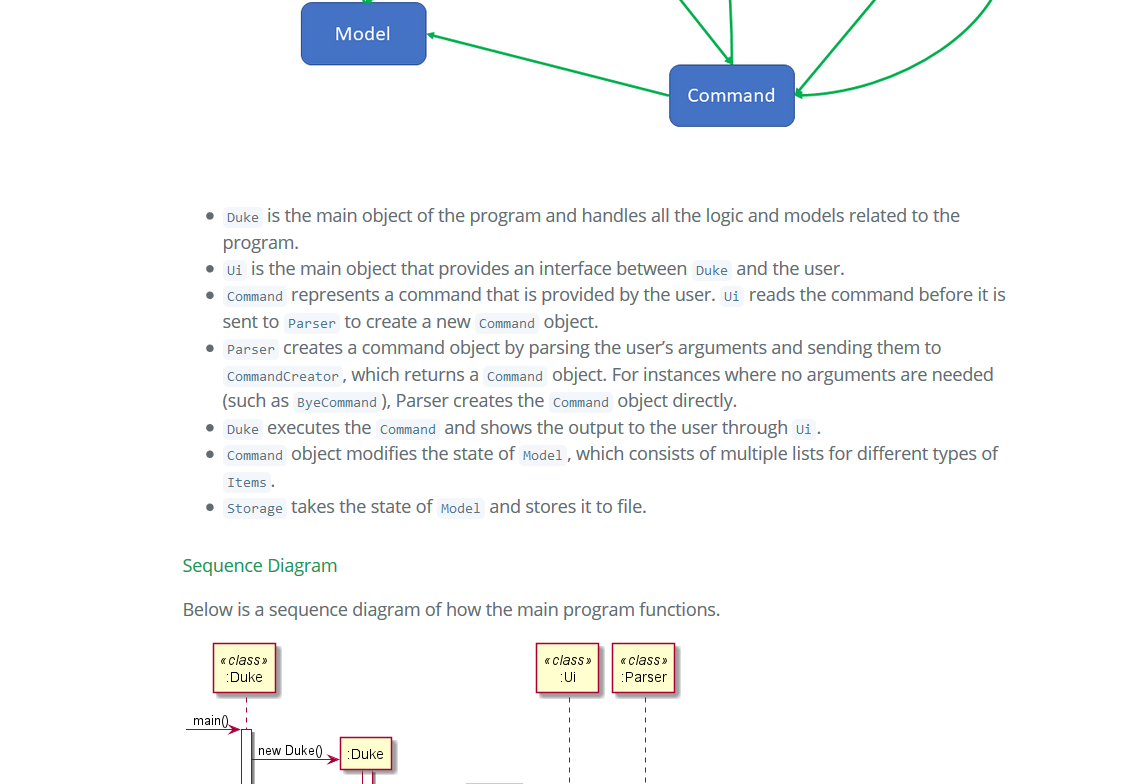 Model
Command
Duke is the main object of the program and handles all the logic and models related to the
program.
Ui is the main object that provides an interface between Duke and the user.
Command represents a command that is provided by the user. Ui reads the command before it is
sent to Parser to create a new Command object.
Parser creates a command object by parsing the user’s arguments and sending them to
CommandCreator, which returns a Command object. For instances where no arguments are needed
(such as ByeCommand), Parser creates the Command object directly.
Duke executes the Command and shows the output to the user through Ui.
Command object modifies the state of Model, which consists of multiple lists for different types of
Items.
Storage takes the state of Model and stores it to file.
Sequence Diagram
Below is a sequence diagram of how the main program functions.
«class» «class» «class»
:Duke :Ui :Parser
main()
new Duke() :Duke